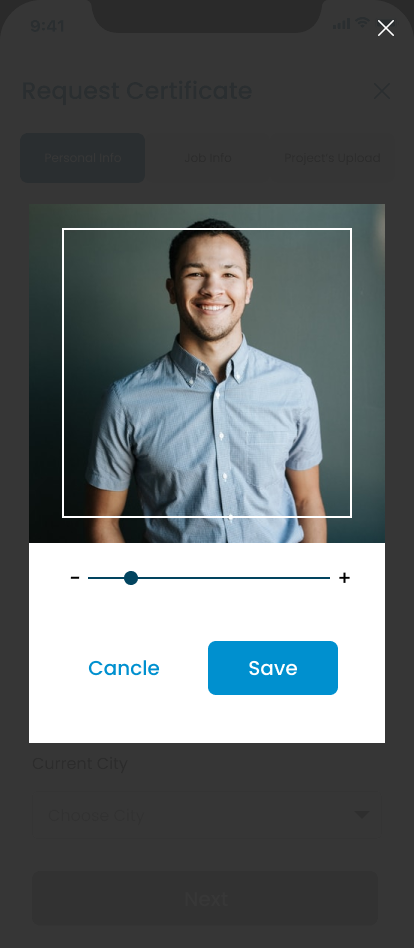 9:41
Request Certificate
Personal Info Job Info Project's upload
- +
Cancle Save
Current City
Choose City
Next